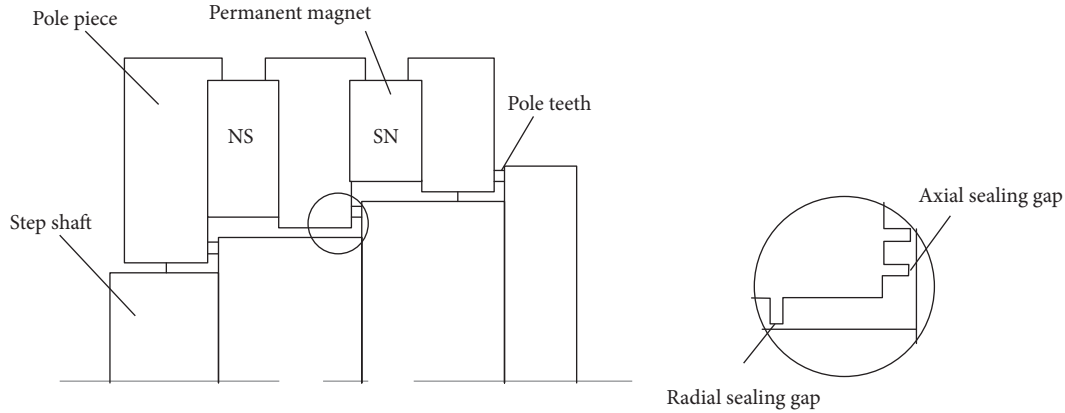 Pole piece
Permanent magnet
NS
SN
Pole teeth
Step shaft
Axial sealing gap
Radial sealing gap